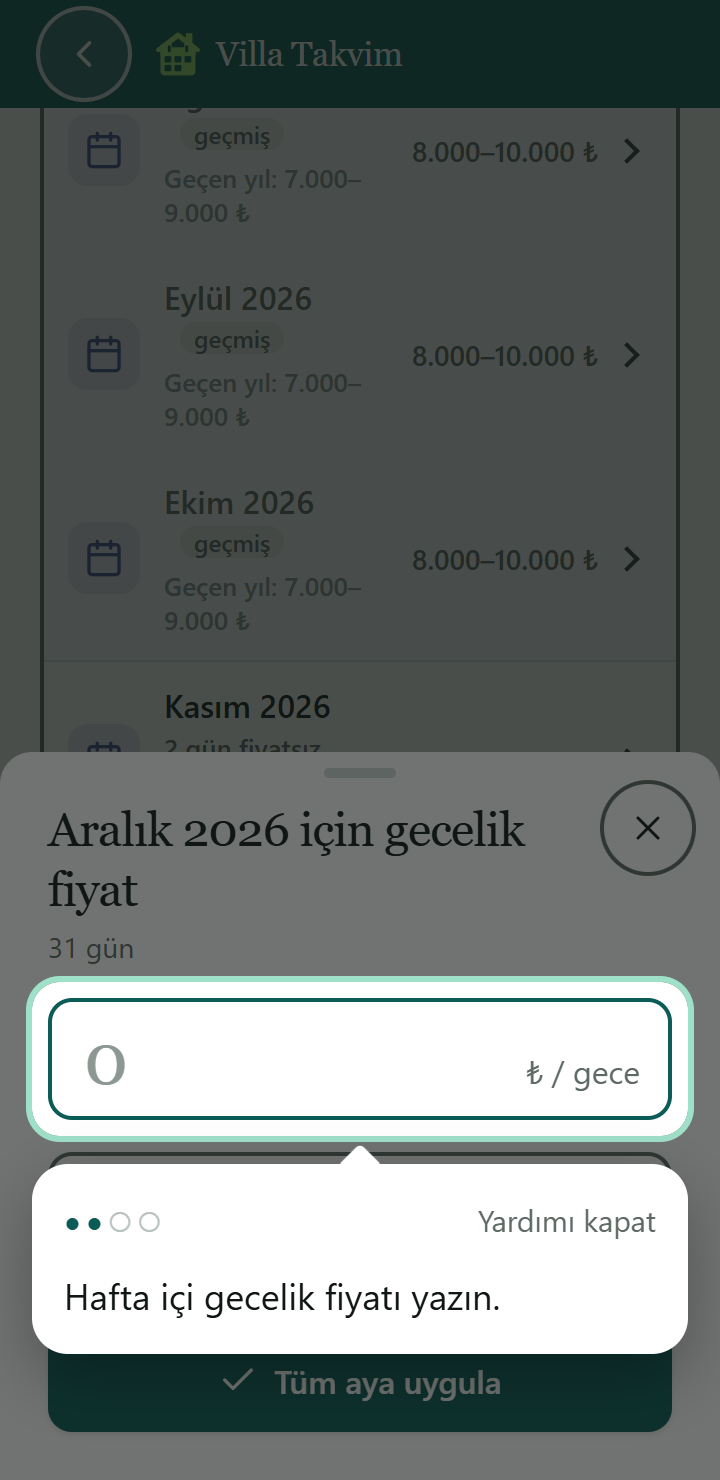 Villa Takvim
geçmiş
8.000–10.000 ₺
Geçen yıl: 7.000–
9.000 ₺
Eylül 2026
geçmiş
8.000–10.000 ₺
Geçen yıl: 7.000–
9.000 ₺
Ekim 2026
geçmiş
8.000–10.000 ₺
Geçen yıl: 7.000–
9.000 ₺
Kasım 2026
2 gün fiyatsız
Aralık 2026 için gecelik
fiyat
31 gün
0
₺ / gece
Yardımı kapat
Hafta içi gecelik fiyatı yazın.
Tüm aya uygula